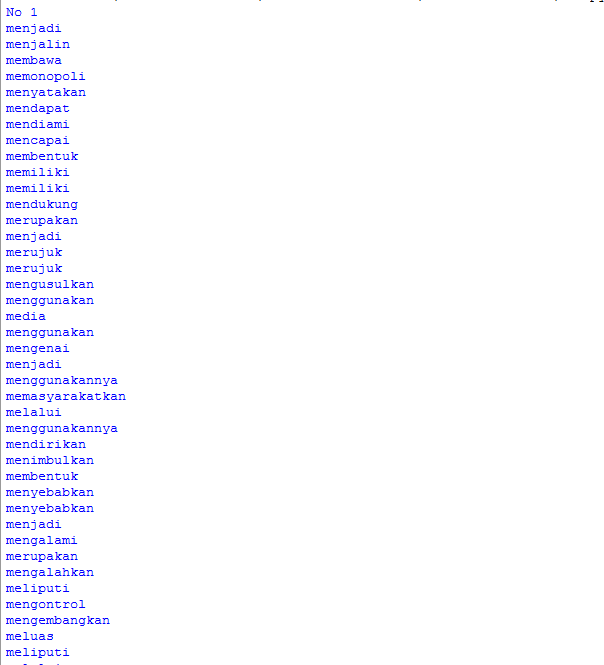 No 1
menjadi
menjalin
membawa
memonopoli
menyatakan
mendapat
mendiami
mencapai
membentuk
memiliki
memiliki
mendukung
merupakan
menjadi
merujuk
merujuk
mengusulkan
menggunakan
media
menggunakan
mengenai
menjadi
menggunakannya
memasyarakatkan
melalui
menggunakannya
mendirikan
menimbulkan
membentuk
menyebabkan
menyebabkan
menjadi
mengalami
merupakan
mengalahkan
meliputi
mengontrol
mengembangkan
meluas
meliputi